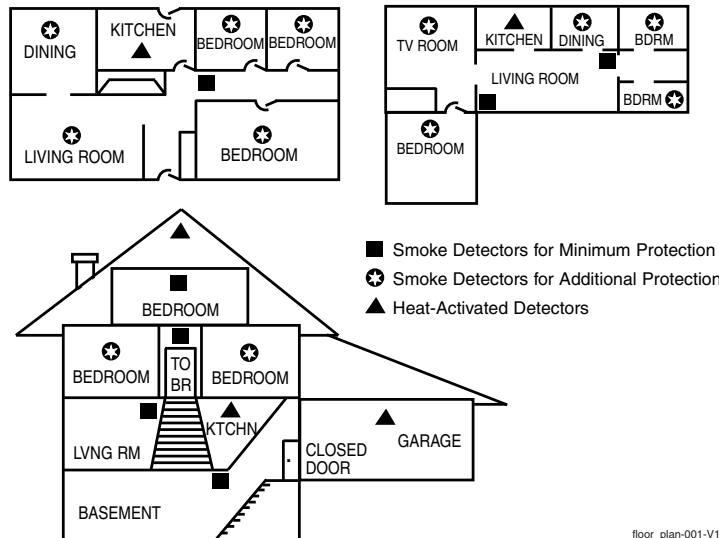 DINING
KITCHEN
BEDROOM
BEDROOM
LIVING ROOM
BEDROOM
TV ROOM
KITCHEN
DINING
BDRM
LIVING ROOM
BDRM
BEDROOM
Smoke Detectors for Minimum Protection
Smoke Detectors for Additional Protection
Heat-Activated Detectors
BEDROOM
BEDROOM
TO
BR
BEDROOM
LVNG RM
KTCHN
CLOSED
DOOR
GARAGE
BASEMENT
floor_plan-001-V1